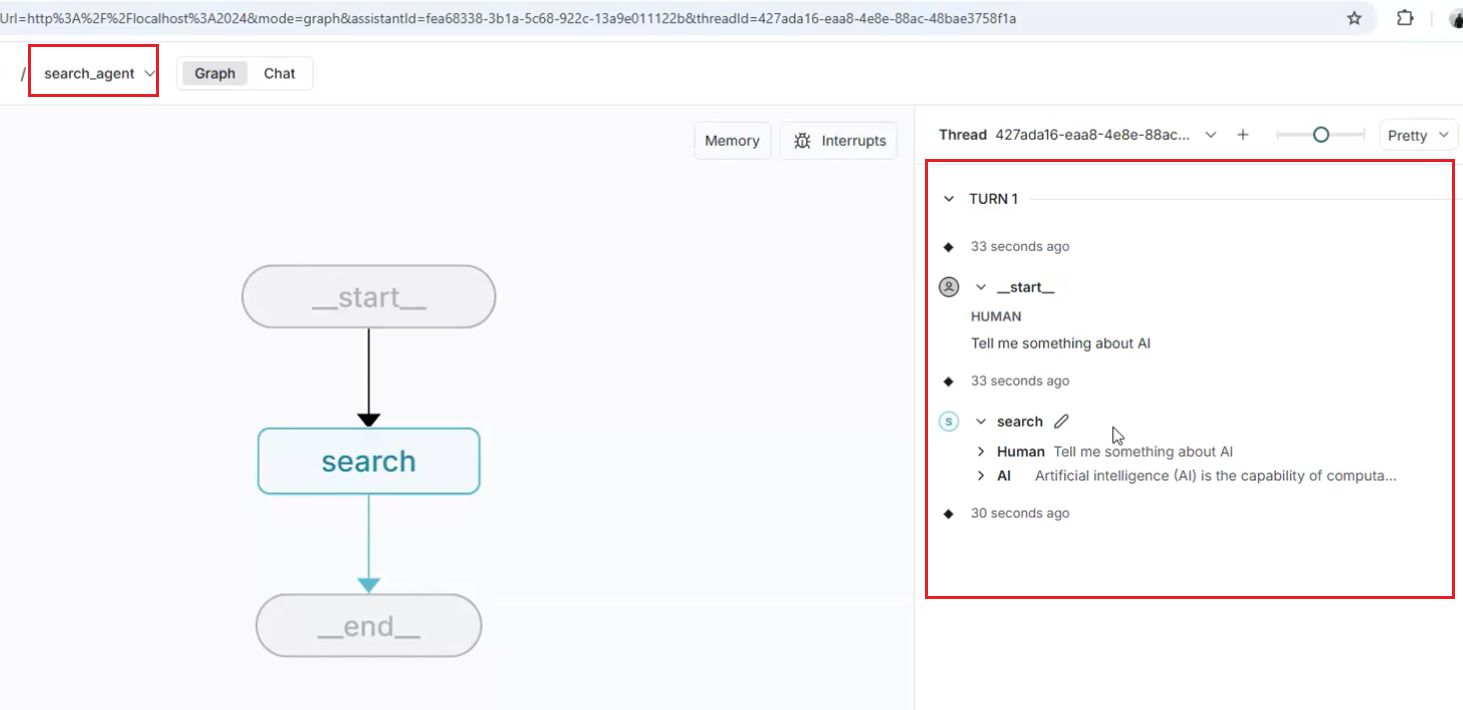 Url=http%3A%2F%2Flocalhost%3A2024&mode=graph&assistantId=fea68338-3b1a-5c68-922c-13a9e011122b&threadId=427ada16-eaa8-4e8e-88ac-48bae3758f1a
/ search_agent Graph Chat
Memory Interrupts
Thread 427ada16-eaa8-4e8e-88ac... + Pretty
TURN 1
33 seconds ago
__start__
HUMAN
Tell me something about AI
33 seconds ago
S search
Human Tell me something about AI
AI Artificial intelligence (AI) is the capability of computa...
30 seconds ago
__start__
search
__end__